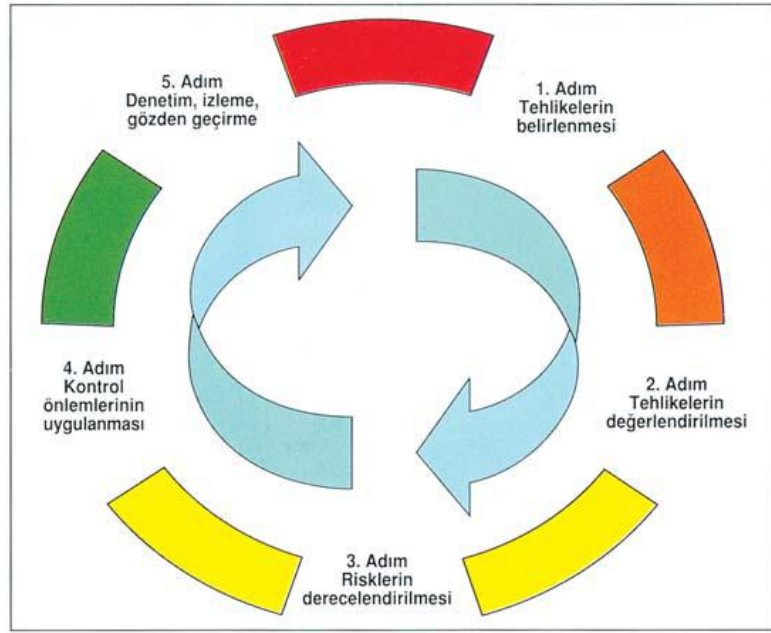 1. Adım
Tehlikelerin
belirlenmesi
2. Adım
Tehlikelerin
değerlendirilmesi
3. Adım
Risklerin
derecelendirilmesi
4. Adım
Kontrol
önlemlerinin
uygulanması
5. Adım
Denetim, izleme,
gözden geçirme